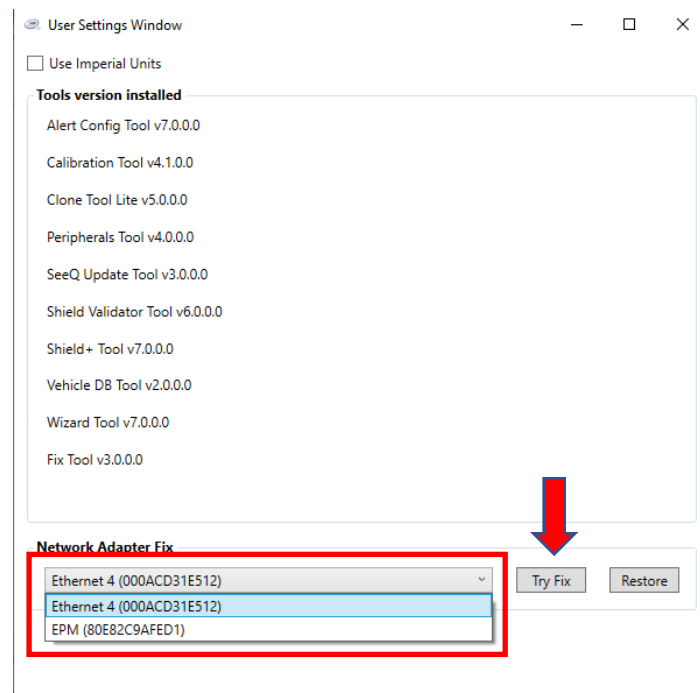 User Settings Window
Use Imperial Units
Tools version installed
Alert Config Tool v7.0.0.0
Calibration Tool v4.1.0.0
Clone Tool Lite v5.0.0.0
Peripherals Tool v4.0.0.0
SeeQ Update Tool v3.0.0.0
Shield Validator Tool v6.0.0.0
Shield+ Tool v7.0.0.0
Vehicle DB Tool v2.0.0.0
Wizard Tool v7.0.0.0
Fix Tool v3.0.0.0
Network Adapter Fix
Ethernet 4 (000ACD31E512) Try Fix Restore
Ethernet 4 (000ACD31E512)
EPM (80E82C9AFED1)